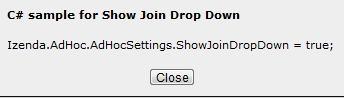 C# sample for Show Join Drop Down
Izenda.AdHoc.AdHocSettings.ShowJoinDropDown = true;
Close